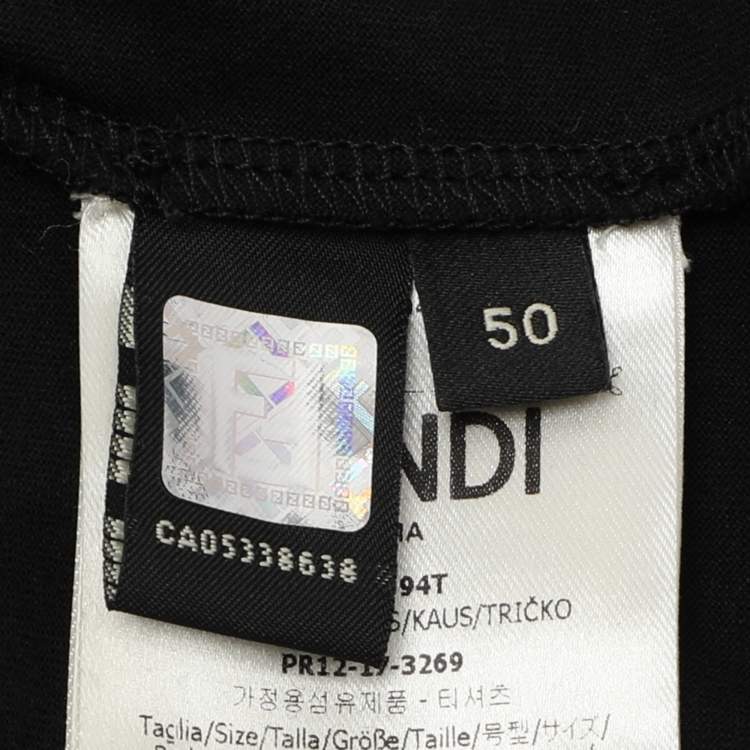 50
NDI
MA
CA05338638
94T
S/KAUS/TRIČKO
PR12-17-3269
가정용섬유제품 - 티셔츠
Taglia/Size/Talla/Größe/Taille/号型/サイズ/